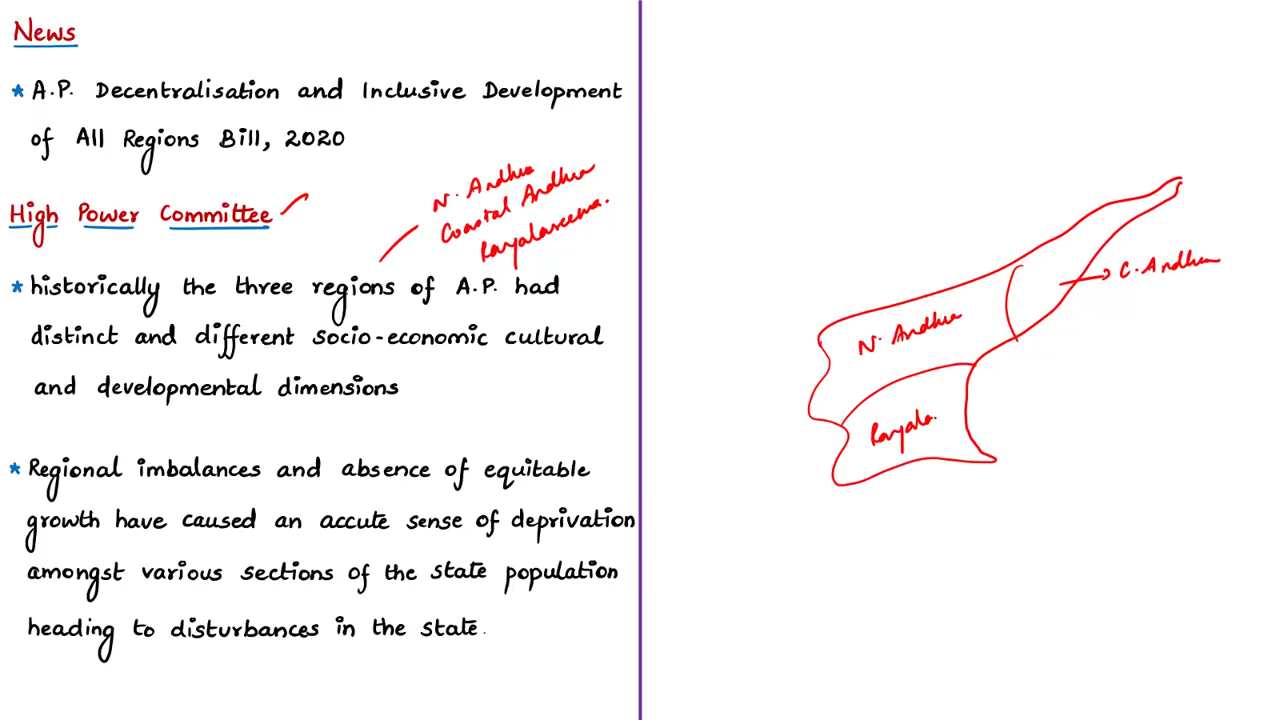 News
* A.P. Decentralisation and Inclusive Development
of All Regions Bill, 2020
N. Andhra
Coastal Andhra
Rayalaseema.
High Power Committee
* historically the three regions of A.P. had
distinct and different socio-economic cultural
and developmental dimensions
* Regional imbalances and absence of equitable
growth have caused an accute sense of deprivation
amongst various sections of the state population
heading to disturbances in the state.
C. Andhra
N. Andhra
Rayala.